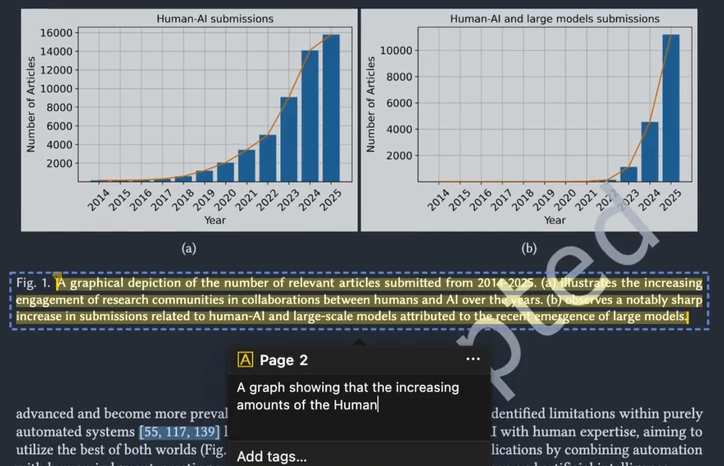 Human-AI submissions
Number of Articles
16000
14000
12000
10000
8000
6000
4000
2000
2014
2015
2016
2017
2018
2019
2020
2021
2022
2023
2024
2025
Year
(a)
Human-AI and large models submissions
Number of Articles
10000
8000
6000
4000
2000
2014
2015
2016
2017
2018
2019
2020
2021
2022
2023
2024
2025
Year
(b)
Fig. 1. A graphical depiction of the number of relevant articles submitted from 2014-2025. (a) illustrates the increasing
engagement of research communities in collaborations between humans and AI over the years. (b) observes a notably sharp
increase in submissions related to human-AI and large-scale models attributed to the recent emergence of large models.
A Page 2
A graph showing that the increasing
amounts of the Human
Add tags...
advanced and become more preval dentified limitations within purely
automated systems [55, 117, 139] I with human expertise, aiming to
utilize the best of both worlds (Fig. lications by combining automation
pted